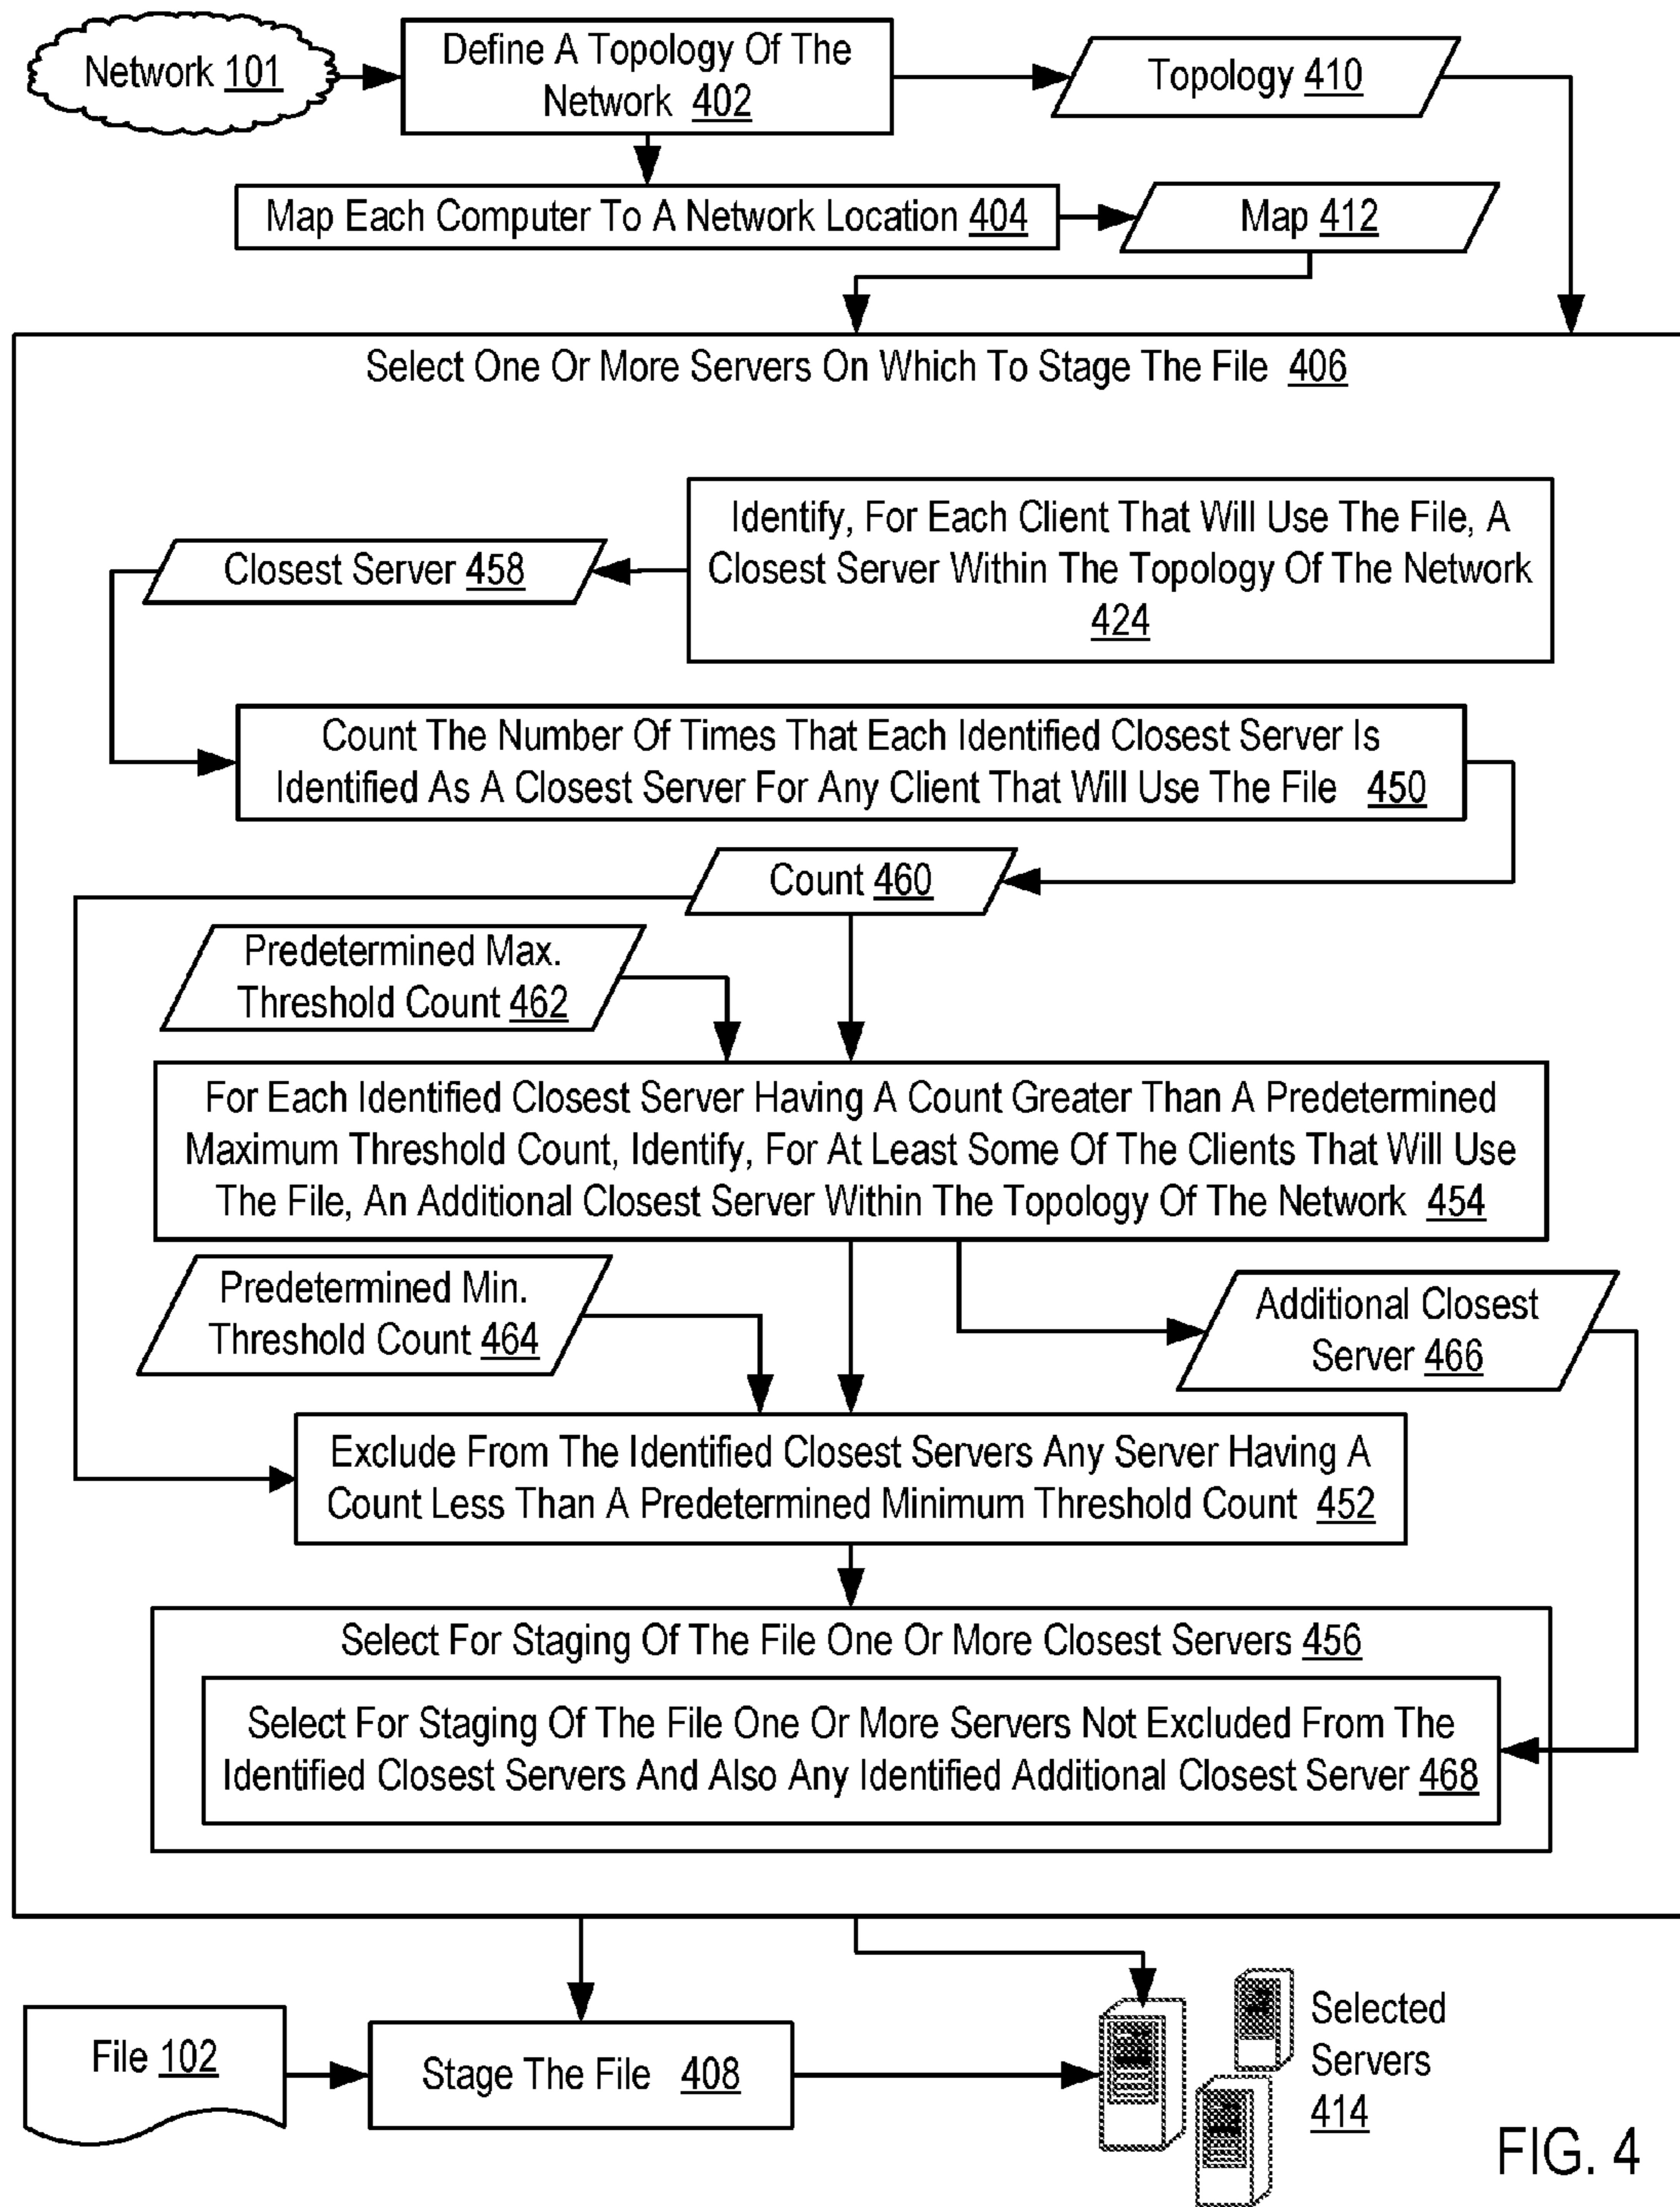 Network 101
Define A Topology Of The
Network 402
Topology 410
Map Each Computer To A Network Location 404
Map 412
Select One Or More Servers On Which To Stage The File 406
Identify, For Each Client That Will Use The File, A
Closest Server Within The Topology Of The Network
424
Closest Server 458
Count The Number Of Times That Each Identified Closest Server Is
Identified As A Closest Server For Any Client That Will Use The File 450
Count 460
Predetermined Max.
Threshold Count 462
For Each Identified Closest Server Having A Count Greater Than A Predetermined
Maximum Threshold Count, Identify, For At Least Some Of The Clients That Will Use
The File, An Additional Closest Server Within The Topology Of The Network 454
Predetermined Min.
Threshold Count 464
Additional Closest
Server 466
Exclude From The Identified Closest Servers Any Server Having A
Count Less Than A Predetermined Minimum Threshold Count 452
Select For Staging Of The File One Or More Closest Servers 456
Select For Staging Of The File One Or More Servers Not Excluded From The
Identified Closest Servers And Also Any Identified Additional Closest Server 468
File 102
Stage The File 408
Selected
Servers
414
FIG. 4